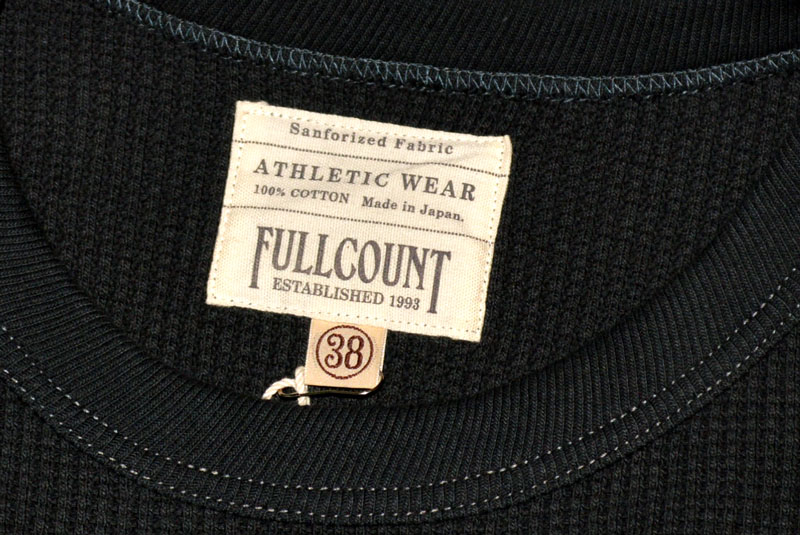 Sanforized Fabric
ATHLETIC WEAR
100% COTTON Made in Japan.
FULLCOUNT
ESTABLISHED 1993
38